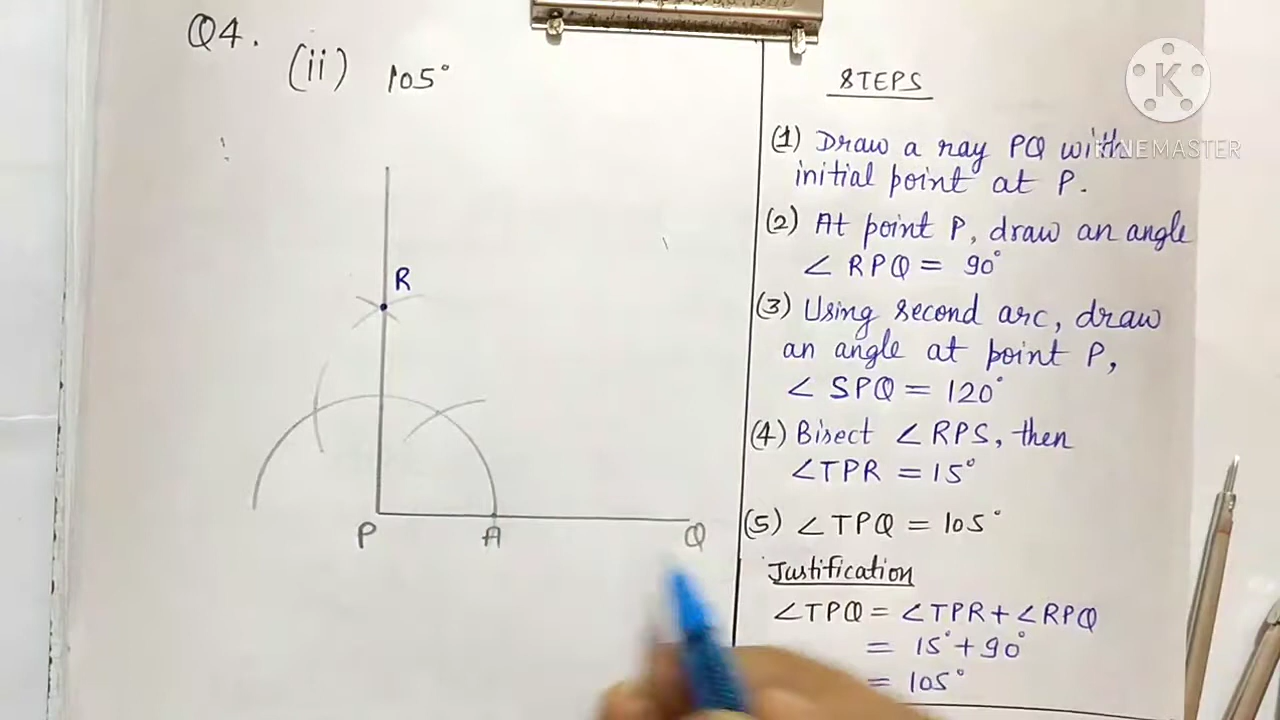 Q4.
(ii) 105°
R
P A Q
STEPS
(1) Draw a ray PQ with
initial point at P.
(2) At point P, draw an angle
∠ RPQ = 90°
(3) Using second arc, draw
an angle at point P,
∠ SPQ = 120°
(4) Bisect ∠RPS, then
∠TPR = 15°
(5) ∠TPQ = 105°
Justification
∠TPQ = ∠TPR + ∠RPQ
= 15° + 90°
= 105°
K
KINEMASTER